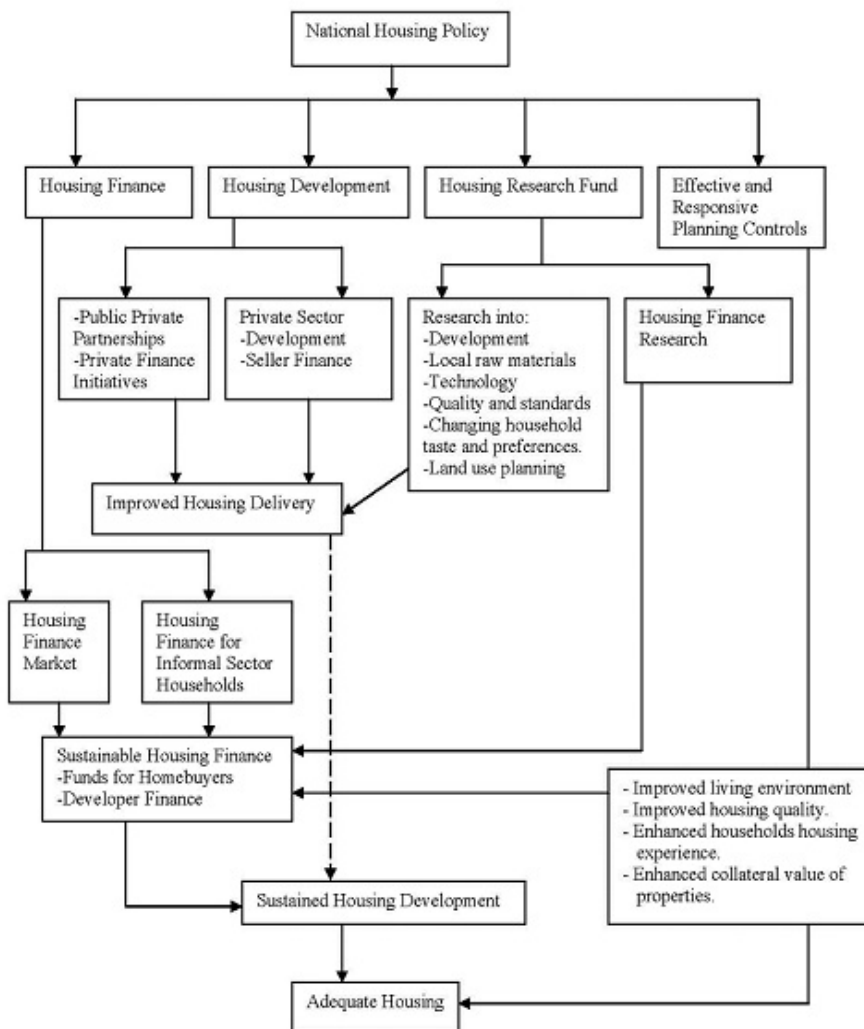 National Housing Policy
Housing Finance
Housing Development
Housing Research Fund
Effective and
Responsive
Planning Controls
-Public Private
Partnerships
-Private Finance
Initiatives
Private Sector
-Development
-Seller Finance
Research into:
-Development
-Local raw materials
-Technology
-Quality and standards
-Changing household
taste and preferences.
-Land use planning
Housing Finance
Research
Improved Housing Delivery
Housing
Finance
Market
Housing
Finance for
Informal Sector
Households
Sustainable Housing Finance
-Funds for Homebuyers
-Developer Finance
- Improved living environment
- Improved housing quality.
- Enhanced households housing
experience.
- Enhanced collateral value of
properties.
Sustained Housing Development
Adequate Housing